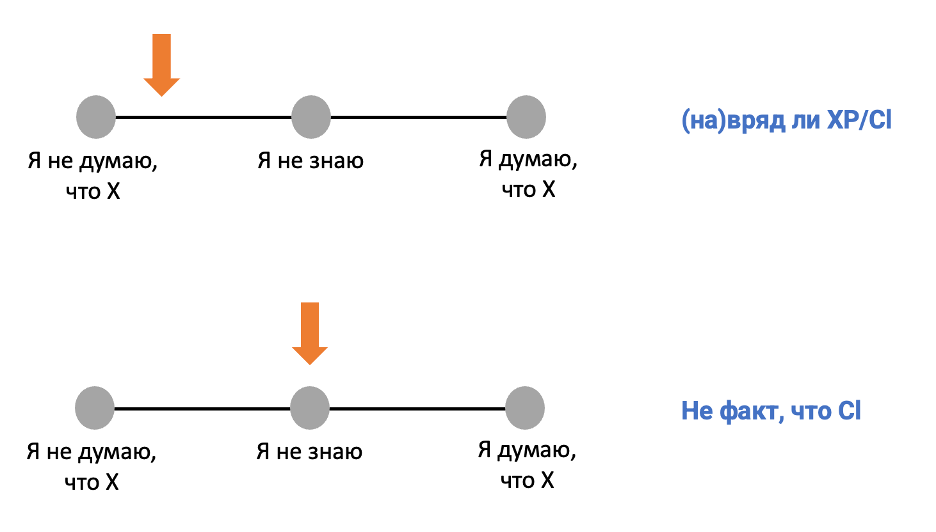 (на)вряд ли XP/Cl
Я не думаю,
что X
Я не знаю
Я думаю,
что X
Не факт, что Cl
Я не думаю,
что X
Я не знаю
Я думаю,
что X